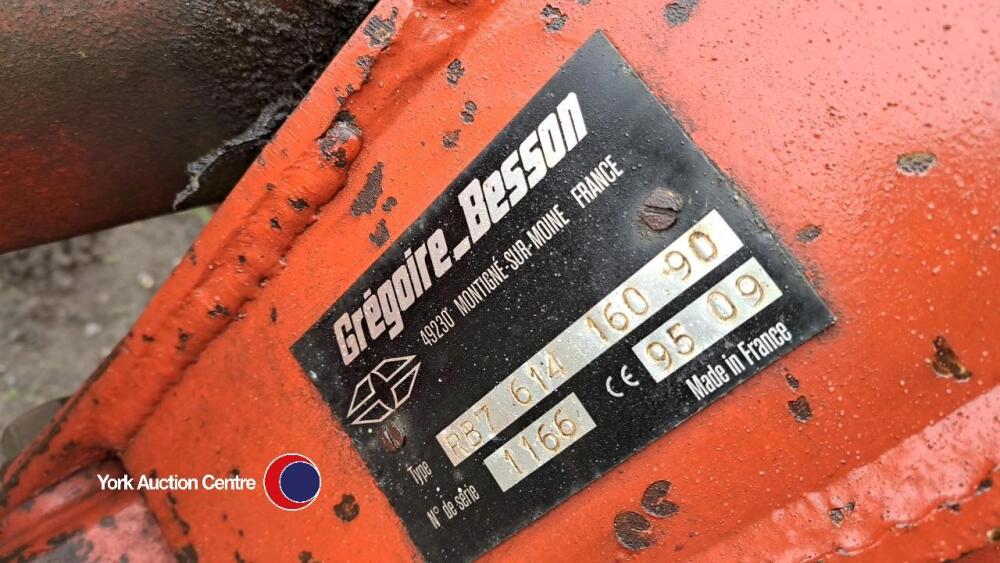 Grégoire_Besson
49230 MONTIGNÉ-SUR-MOINE FRANCE
Type RB7 614 160 90
N° de série 1166 CE 95 09
Made in France
York Auction Centre